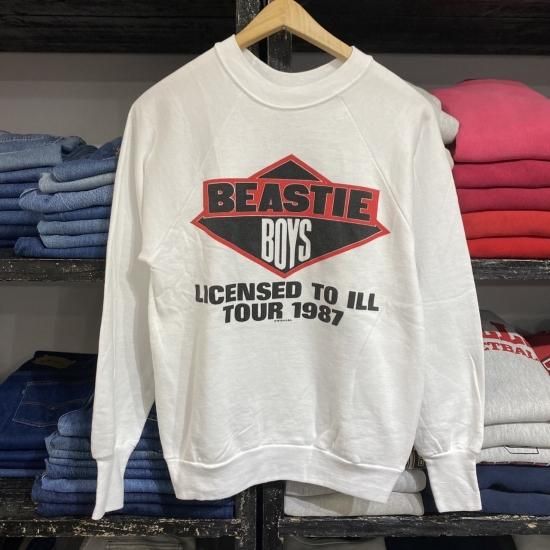 BEASTIE
BOYS
LICENSED TO ILL
TOUR 1987